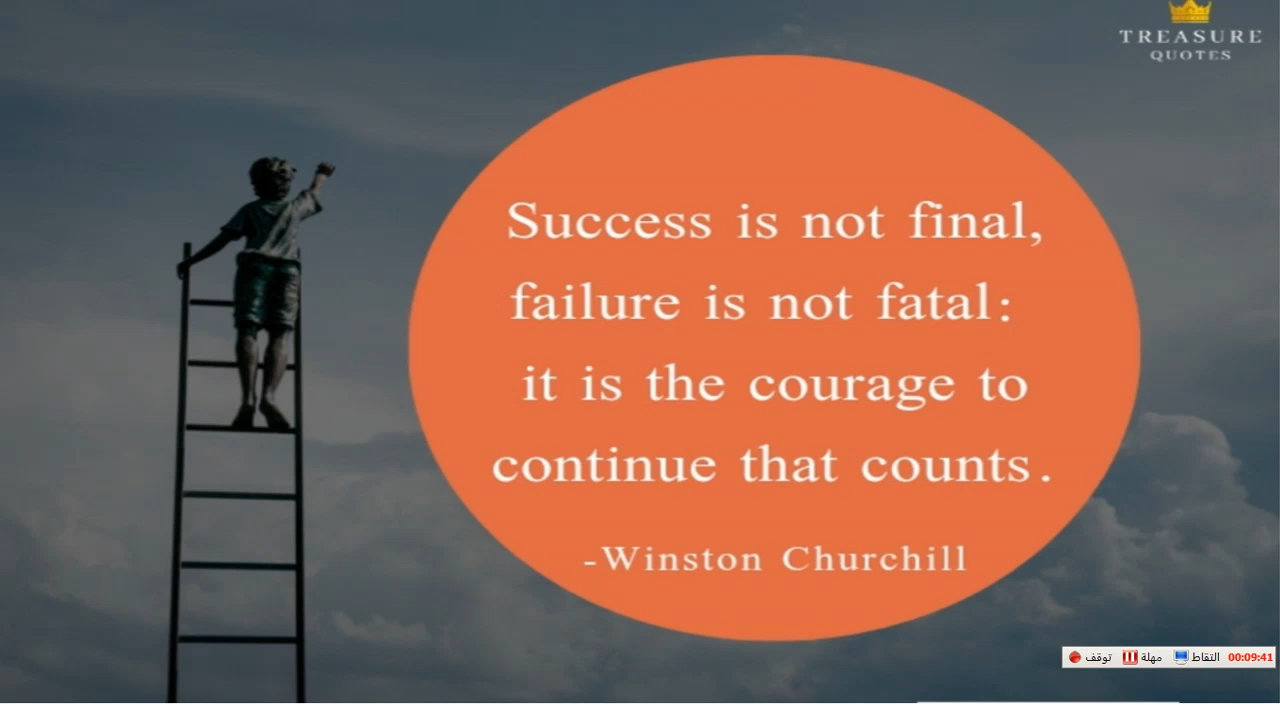 TREASURE
QUOTES
Success is not final,
failure is not fatal:
it is the courage to
continue that counts.
-Winston Churchill
توقف مهلة التقاط 00:09:41